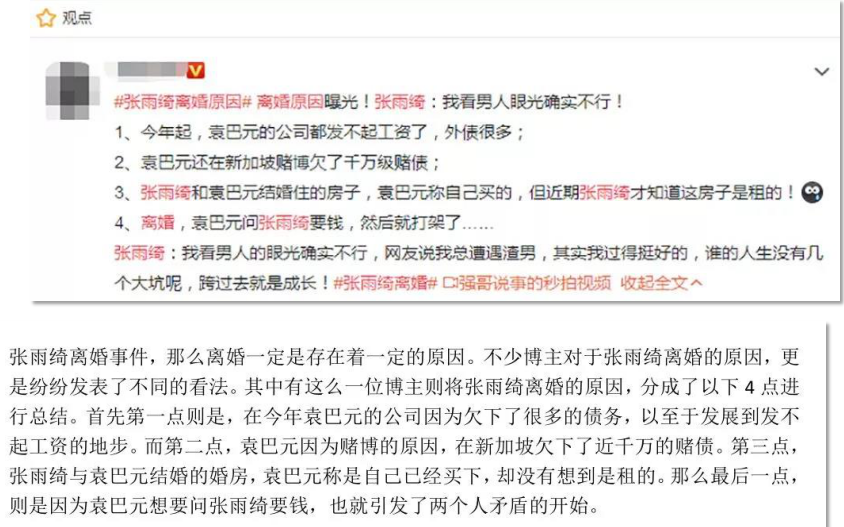 观点
#张雨绮离婚原因# 离婚原因曝光！张雨绮：我看男人眼光确实不行！
1、今年起，袁巴元的公司都发不起工资了，外债很多；
2、袁巴元还在新加坡赌博欠了千万级赌债；
3、张雨绮和袁巴元结婚住的房子，袁巴元称自己买的，但近期张雨绮才知道这房子是租的！
4、离婚，袁巴元问张雨绮要钱，然后就打架了……
张雨绮：我看男人的眼光确实不行，网友说我总遭遇渣男，其实我过得挺好的，谁的人生没有几
个大坑呢，跨过去就是成长！#张雨绮离婚# 强哥说事的秒拍视频 收起全文
张雨绮离婚事件，那么离婚一定是存在着一定的原因。不少博主对于张雨绮离婚的原因，更
是纷纷发表了不同的看法。其中有这么一位博主则将张雨绮离婚的原因，分成了以下 4 点进
行总结。首先第一点则是，在今年袁巴元的公司因为欠下了很多的债务，以至于发展到发不
起工资的地步。而第二点，袁巴元因为赌博的原因，在新加坡欠下了近千万的赌债。第三点，
张雨绮与袁巴元结婚的婚房，袁巴元称是自己已经买下，却没有想到是租的。那么最后一点，
则是因为袁巴元想要问张雨绮要钱，也就引发了两个人矛盾的开始。